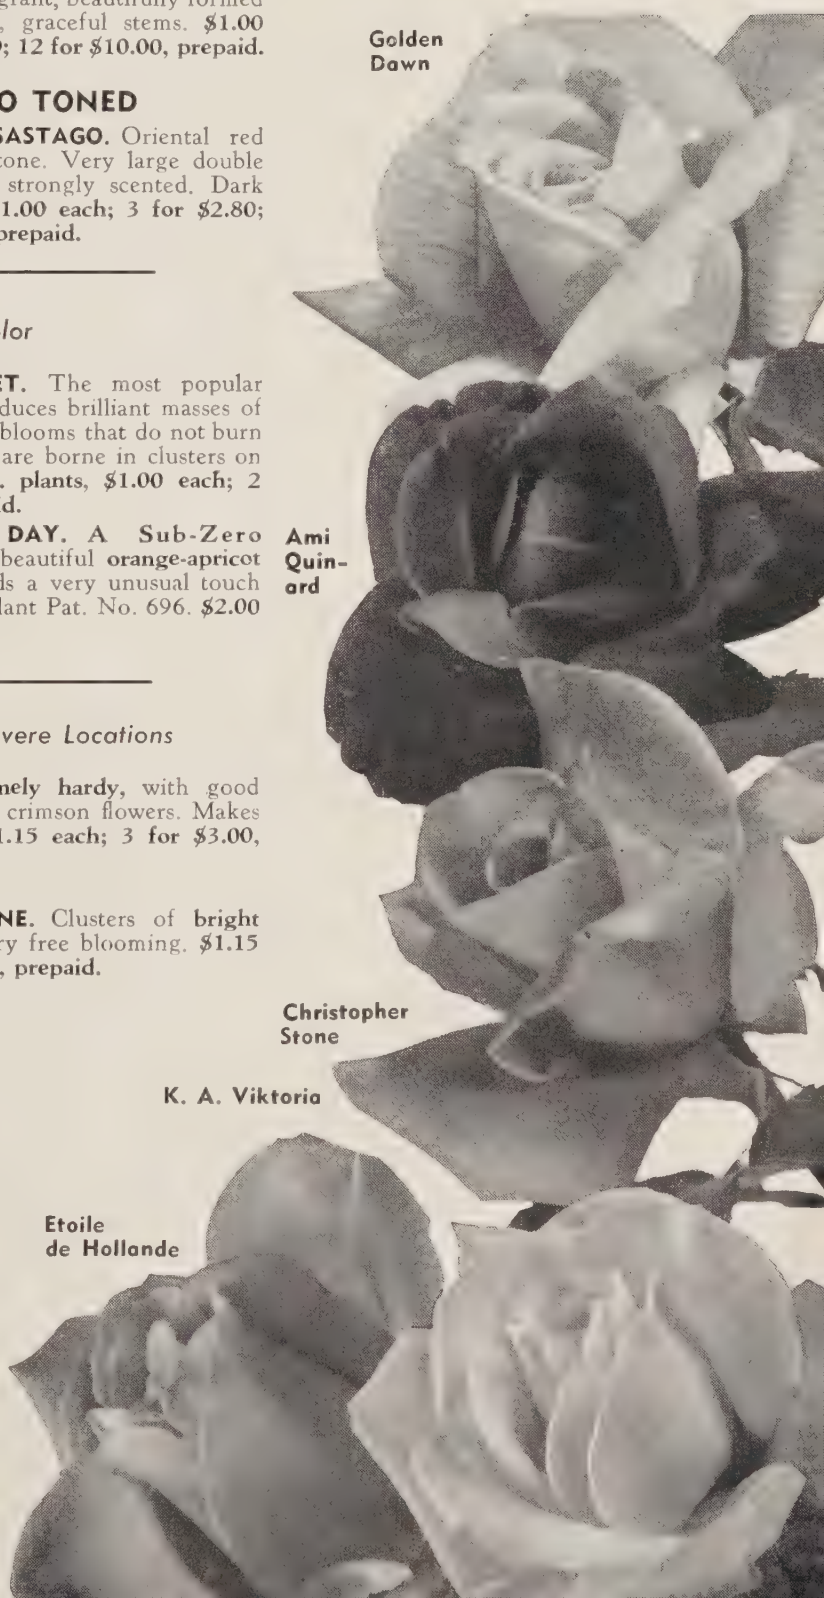 grant, beautifully formed
, graceful stems. $1.00
; 12 for $10.00, prepaid.
O TONED
SASTAGO. Oriental red
tone. Very large double
strongly scented. Dark
1.00 each; 3 for $2.80;
prepaid.
lor
ET. The most popular
duces brilliant masses of
blooms that do not burn
are borne in clusters on
. plants, $1.00 each; 2
d.
DAY. A Sub-Zero
beautiful orange-apricot
ds a very unusual touch
lant Pat. No. 696. $2.00
vere Locations
mely hardy, with good
crimson flowers. Makes
1.15 each; 3 for $3.00,
NE. Clusters of bright
ry free blooming. $1.15
, prepaid.
Golden
Dawn
Ami
Quin-
ard
Christopher
Stone
K. A. Viktoria
Etoile
de Hollande